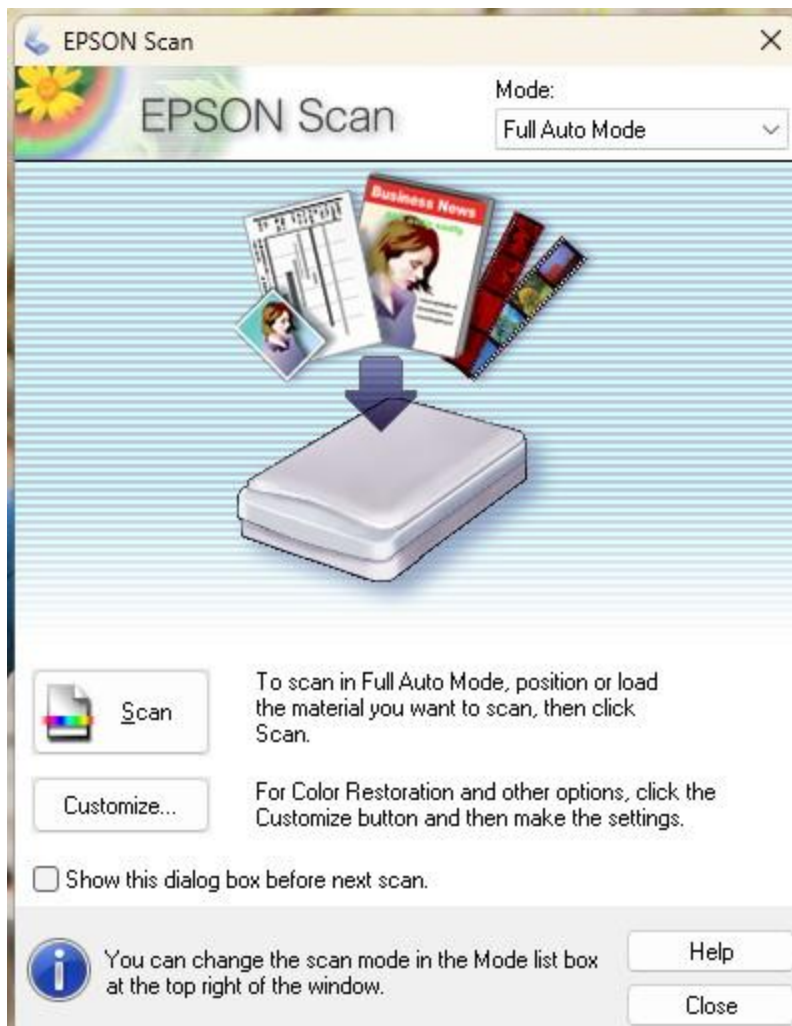 EPSON Scan
EPSON Scan
Mode:
Full Auto Mode
Business News
To scan in Full Auto Mode, position or load
the material you want to scan, then click
Scan.
Scan
For Color Restoration and other options, click the
Customize button and then make the settings.
Customize...
Show this dialog box before next scan.
You can change the scan mode in the Mode list box
at the top right of the window.
Help
Close